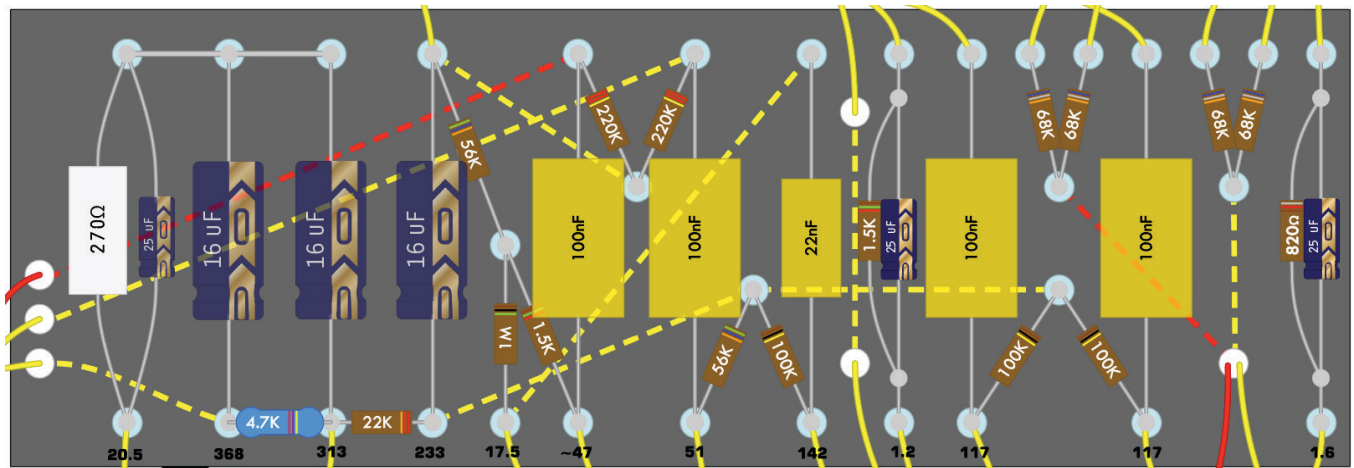 220K
220K
68K
68K
68K
68K
56K
270Ω
25 uF
16 uF
16 uF
16 uF
100nF
100nF
22nF
1.5K
25 uF
100nF
100nF
820Ω
25 uF
1M
1.5K
56K
100K
100K
100K
4.7K
22K
20.5
368
313
233
17.5
~47
51
142
1.2
117
117
1.6